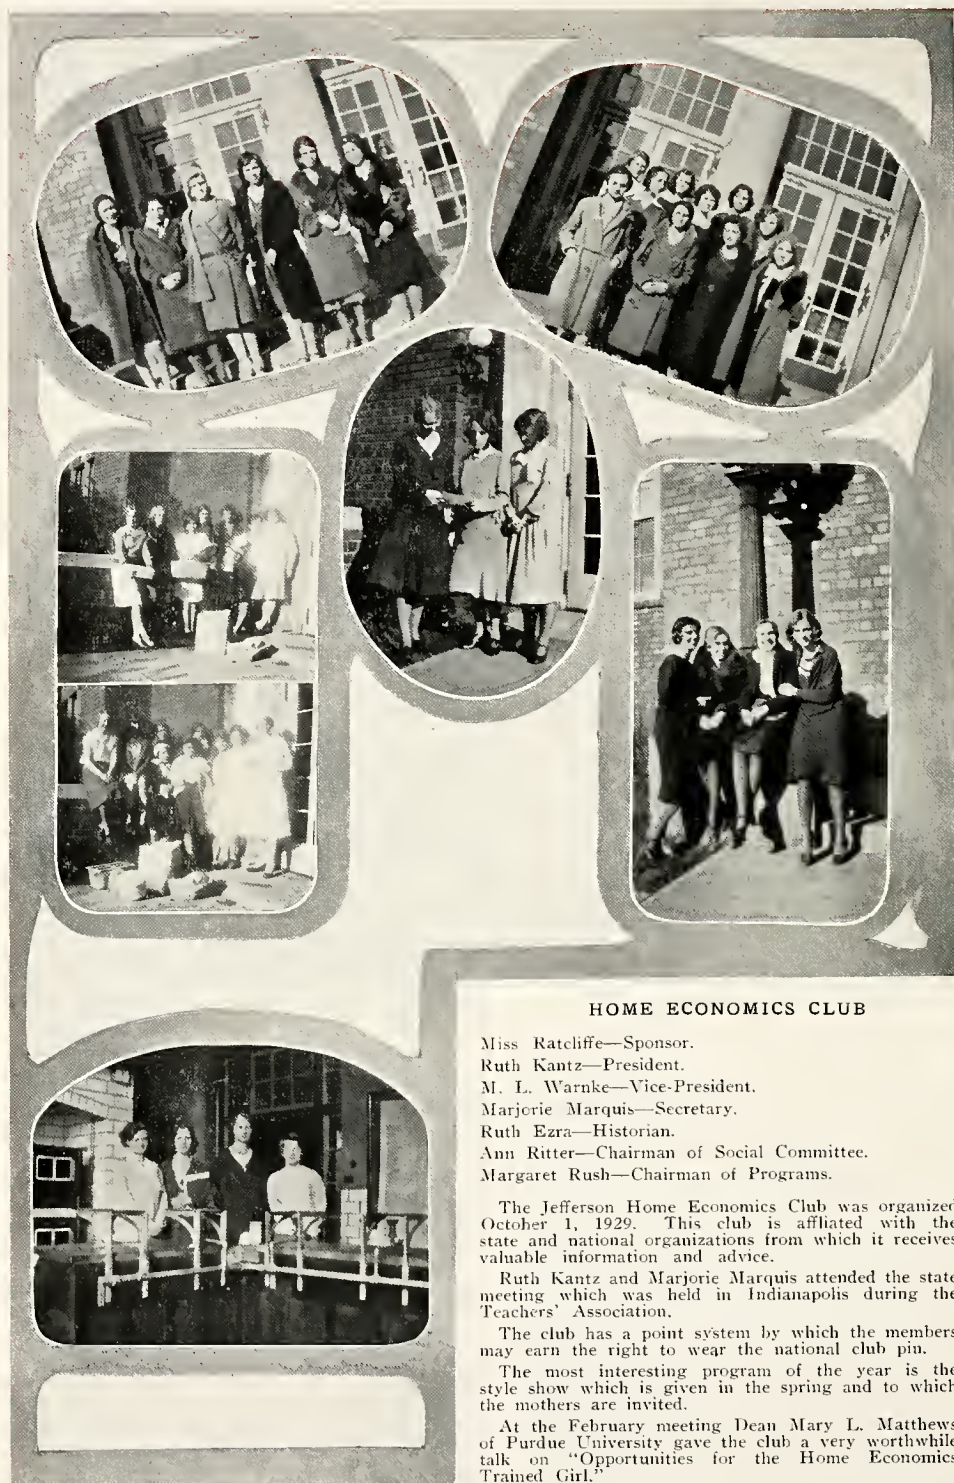 HOME ECONOMICS CLUB
Miss Ratcliffe—Sponsor.
Ruth Kantz—President.
M. L. Warnke—Vice-President.
Marjorie Marquis—Secretary.
Ruth Ezra—Historian.
Ann Ritter—Chairman of Social Committee.
Margaret Rush—Chairman of Programs.
The Jefferson Home Economics Club was organized
October 1, 1929. This club is affliated with the
state and national organizations from which it receives
valuable information and advice.
Ruth Kantz and Marjorie Marquis attended the state
meeting which was held in Indianapolis during the
Teachers' Association.
The club has a point system by which the members
may earn the right to wear the national club pin.
The most interesting program of the year is the
style show which is given in the spring and to which
the mothers are invited.
At the February meeting Dean Mary L. Matthews
of Purdue University gave the club a very worthwhile
talk on "Opportunities for the Home Economics
Trained Girl."